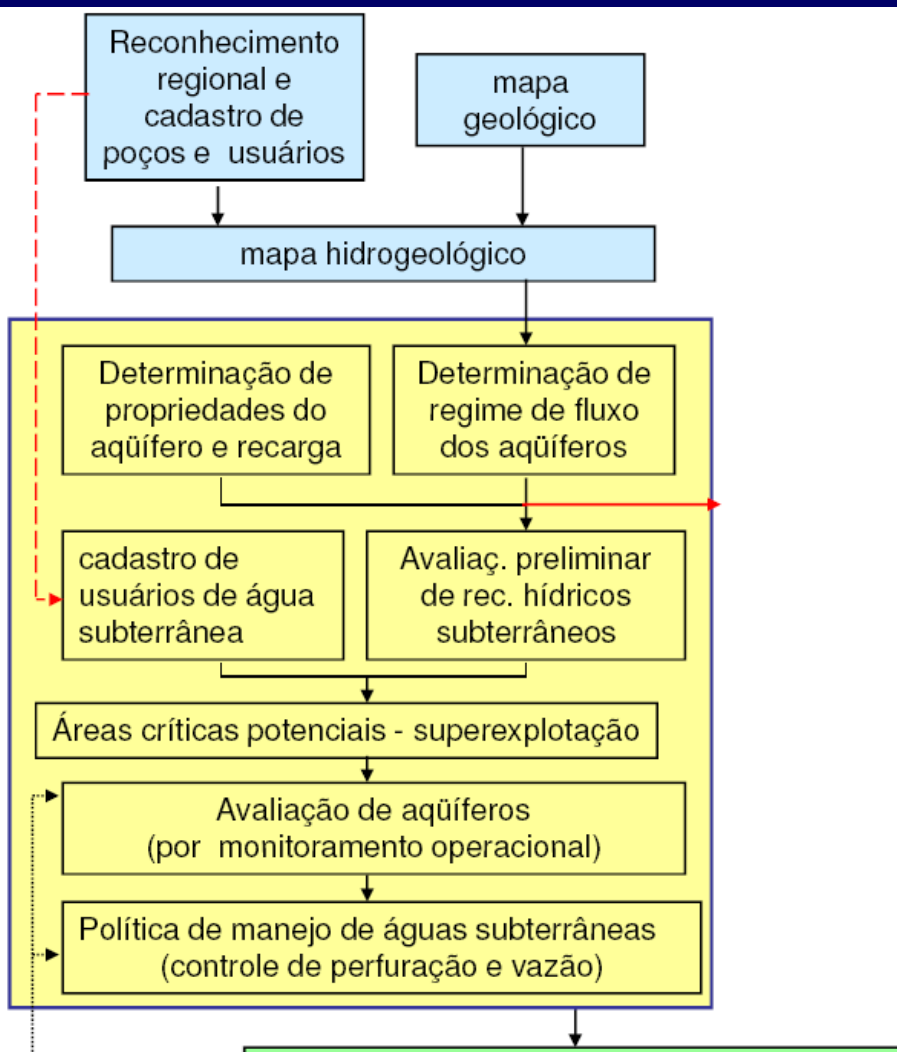 Reconhecimento
regional e
cadastro de
poços e usuários
mapa
geológico
mapa hidrogeológico
Determinação de
propriedades do
aqüífero e recarga
Determinação de
regime de fluxo
dos aqüíferos
cadastro de
usuários de água
subterrânea
Avaliaç. preliminar
de rec. hídricos
subterrâneos
Áreas críticas potenciais - superexplotação
Avaliação de aqüíferos
(por monitoramento operacional)
Política de manejo de águas subterrâneas
(controle de perfuração e vazão)